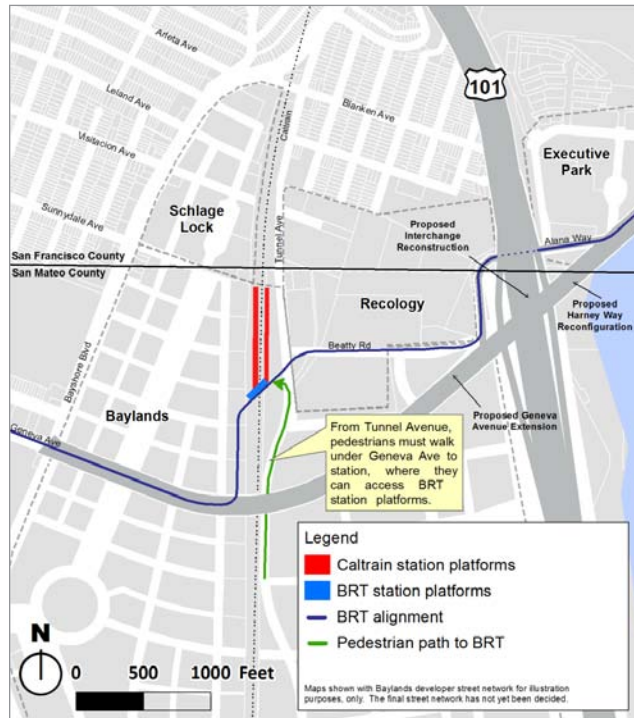 Arleta Ave
Leland Ave
Visitacion Ave
Sunnydale Ave
Blanken Ave
Caltrain
101
Executive
Park
Schlage
Lock
Tunnel Ave
Proposed
Interchange
Reconstruction
Alana Way
San Francisco County
San Mateo County
Recology
Proposed
Harney Way
Reconfiguration
Bayshore Blvd
Beatty Rd
Baylands
Proposed Geneva
Avenue Extension
Geneva Ave
From Tunnel Avenue,
pedestrians must walk
under Geneva Ave to
station, where they
can access BRT
station platforms.
Legend
Caltrain station platforms
BRT station platforms
BRT alignment
Pedestrian path to BRT
N
0 500 1000 Feet
Maps shown with Baylands developer street network for illustration
purposes, only. The final street network has not yet been decided.